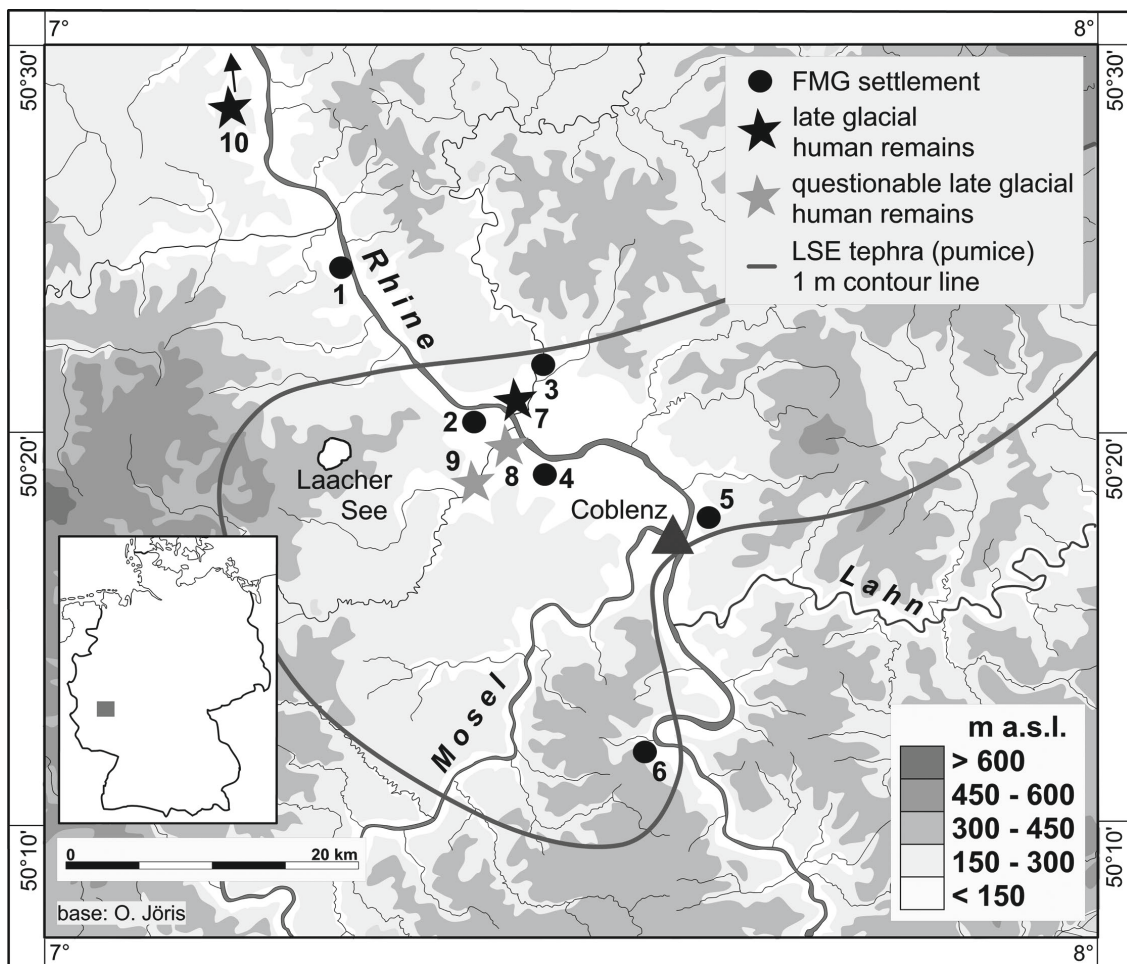 7°
8°
50°30
50°30
FMG settlement
late glacial
human remains
questionable late glacial
human remains
LSE tephra (pumice)
1 m contour line
10
Rhine
1
3
2
7
50°20
50°20
9
8
4
Laacher
See
Coblenz
5
Lahn
Mosel
6
m a.s.l.
> 600
450 - 600
300 - 450
150 - 300
< 150
50°10
50°10
0
20 km
base: O. Jöris
7°
8°